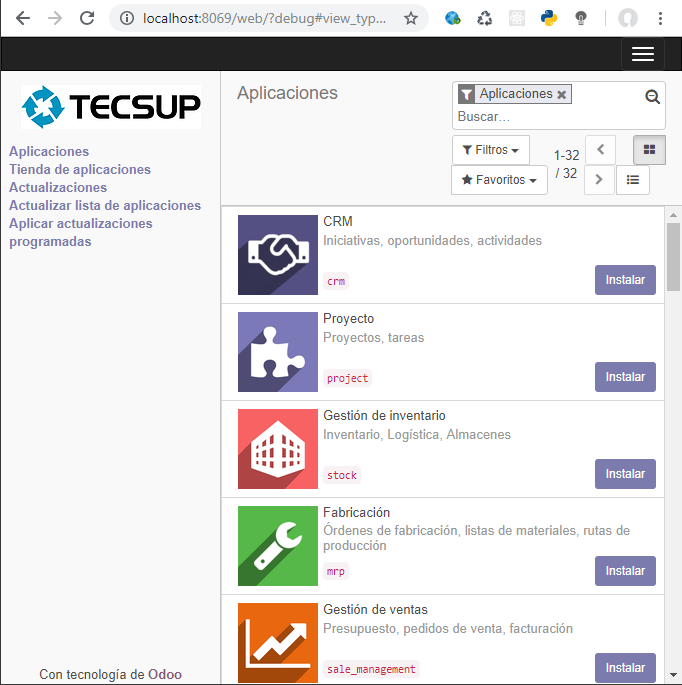 localhost:8069/web/?debug#view_typ...
TECSUP
Aplicaciones
Tienda de aplicaciones
Actualizaciones
Actualizar lista de aplicaciones
Aplicar actualizaciones
programadas
Con tecnología de Odoo
Aplicaciones
Aplicaciones
Buscar...
Filtros
1-32
/ 32
Favoritos
CRM
Iniciativas, oportunidades, actividades
crm
Instalar
Proyecto
Proyectos, tareas
project
Instalar
Gestión de inventario
Inventario, Logística, Almacenes
stock
Instalar
Fabricación
Órdenes de fabricación, listas de materiales, rutas de
producción
mrp
Instalar
Gestión de ventas
Presupuesto, pedidos de venta, facturación
sale_management
Instalar